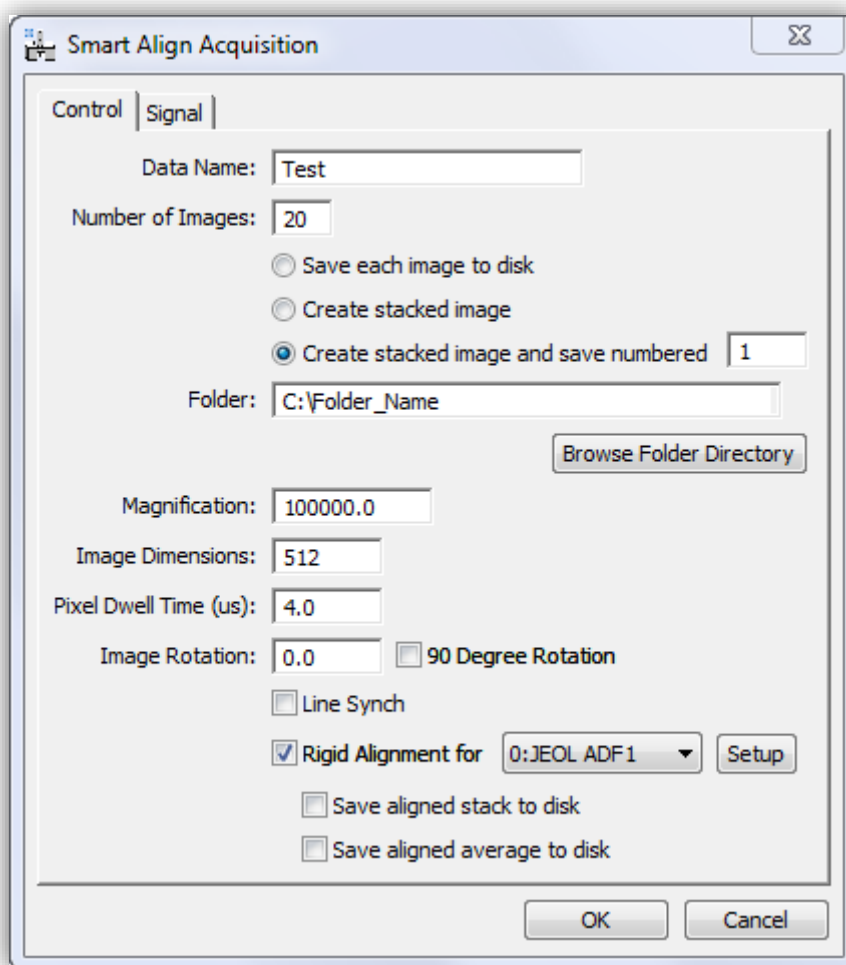 Smart Align Acquisition
Control Signal
Data Name: Test
Number of Images: 20
Save each image to disk
Create stacked image
Create stacked image and save numbered 1
Folder: C:\Folder_Name
Browse Folder Directory
Magnification: 100000.0
Image Dimensions: 512
Pixel Dwell Time (us): 4.0
Image Rotation: 0.0 90 Degree Rotation
Line Synch
Rigid Alignment for 0:JEOL ADF1 Setup
Save aligned stack to disk
Save aligned average to disk
OK Cancel